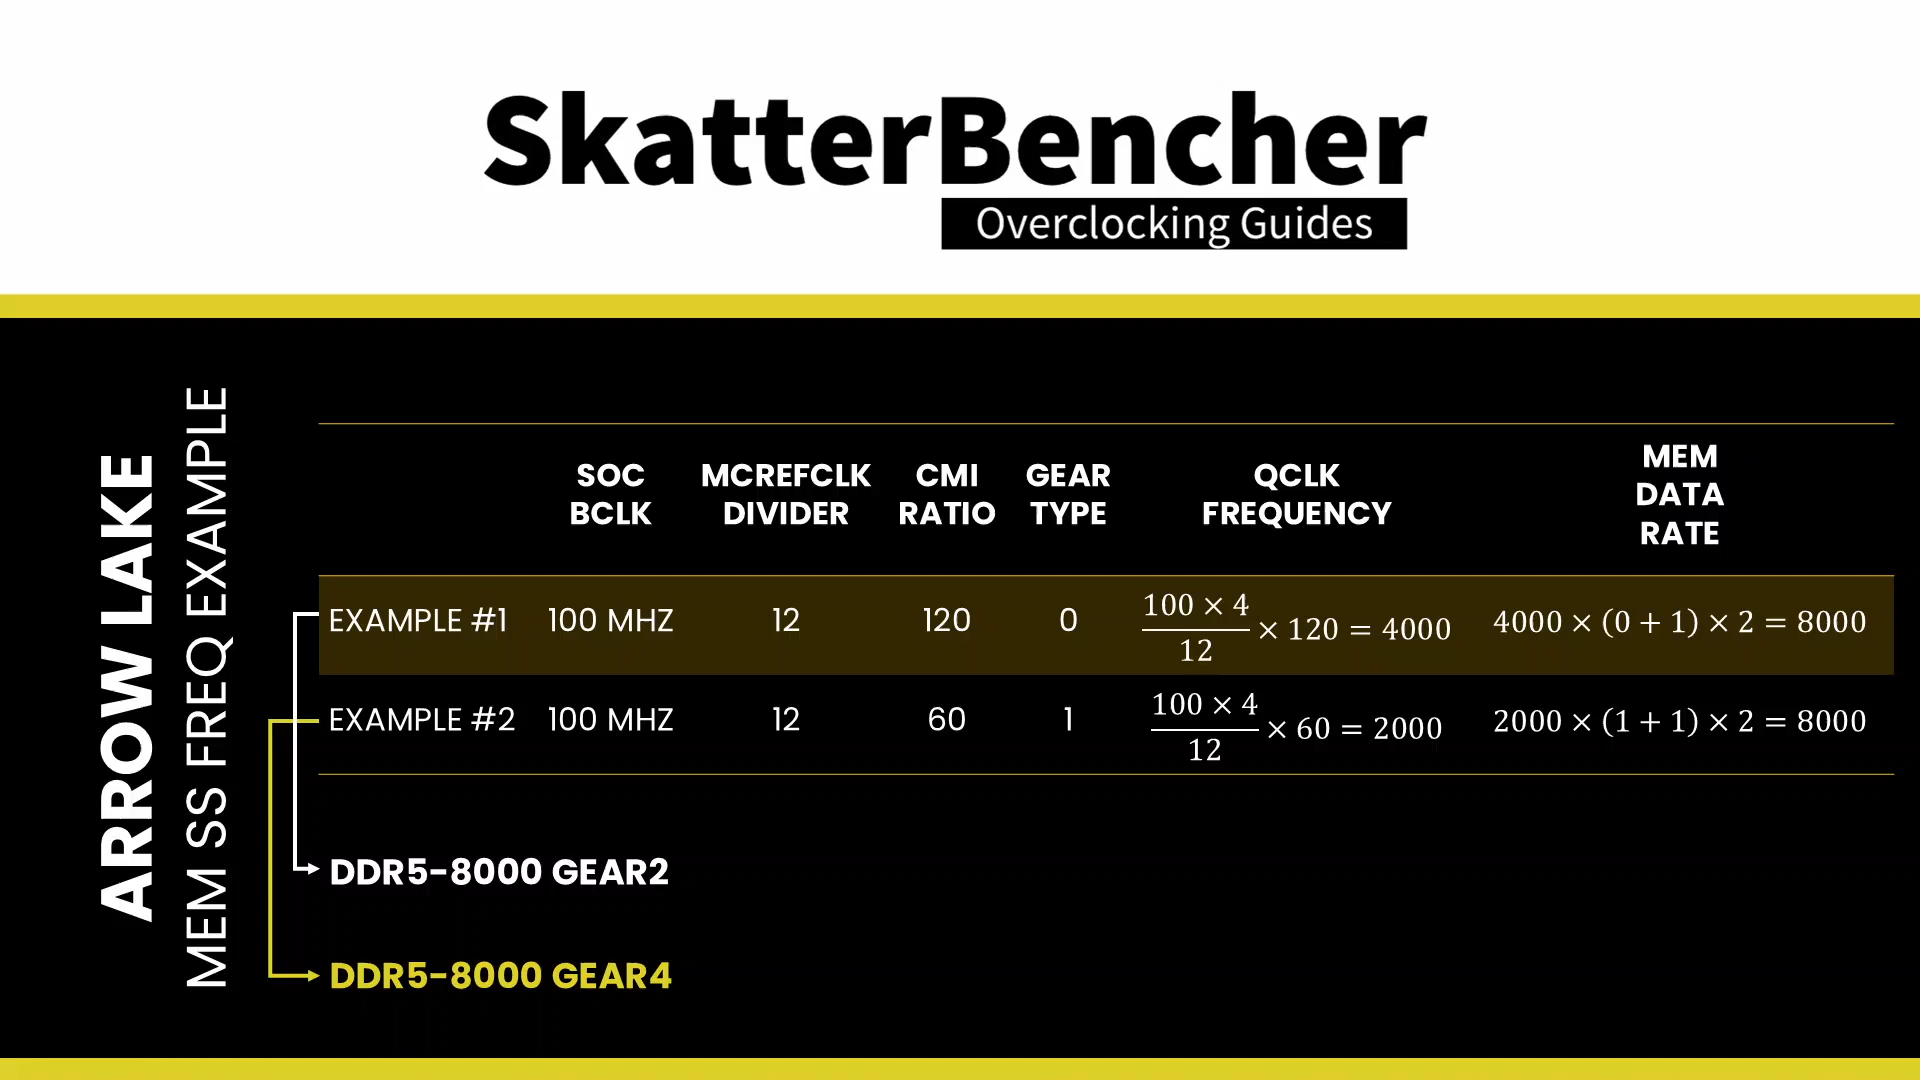 SkatterBencher
Overclocking Guides
ARROW LAKE
MEM SS FREQ EXAMPLE
SOC BCLK
MCREFCLK DIVIDER
CMI RATIO
GEAR TYPE
QCLK FREQUENCY
MEM DATA RATE
EXAMPLE #1 100 MHZ 12 120 0 100 × 4 / 12 × 120 = 4000 4000 × (0 + 1) × 2 = 8000
EXAMPLE #2 100 MHZ 12 60 1 100 × 4 / 12 × 60 = 2000 2000 × (1 + 1) × 2 = 8000
DDR5-8000 GEAR2
DDR5-8000 GEAR4